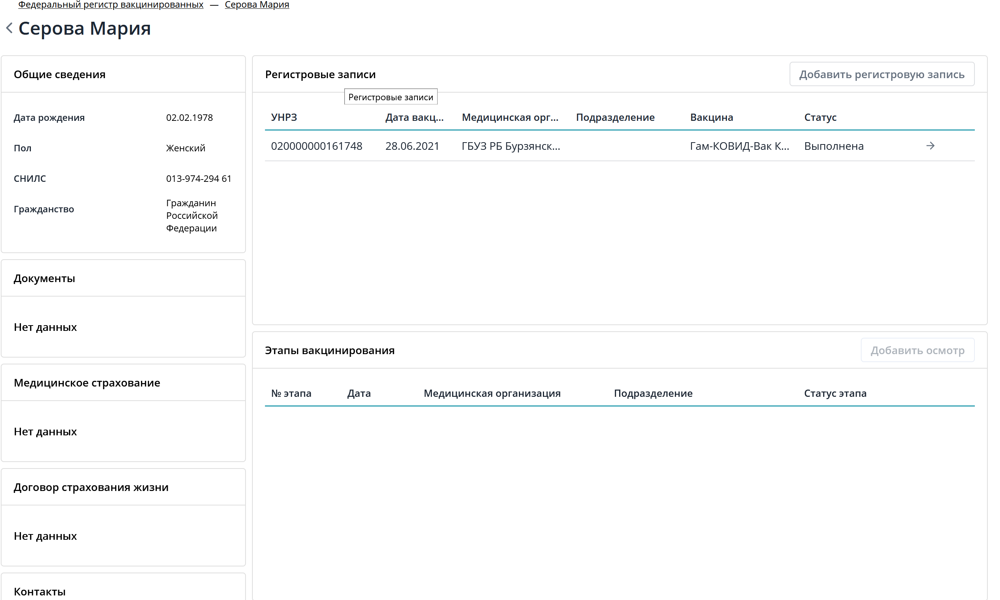 Федеральный регистр вакцинированных — Серова Мария
Серова Мария
Общие сведения
Дата рождения 02.02.1978
Пол Женский
СНИЛС 013-974-294 61
Гражданство Гражданин
Российской
Федерации
Документы
Нет данных
Медицинское страхование
Нет данных
Договор страхования жизни
Нет данных
Контакты
Регистровые записи Добавить регистровую запись
Регистровые записи
УНРЗ Дата вакц... Медицинская орг... Подразделение Вакцина Статус
020000000161748 28.06.2021 ГБУЗ РБ Бурзянск... Гам-КОВИД-Вак К... Выполнена
Этапы вакцинирования Добавить осмотр
№ этапа Дата Медицинская организация Подразделение Статус этапа